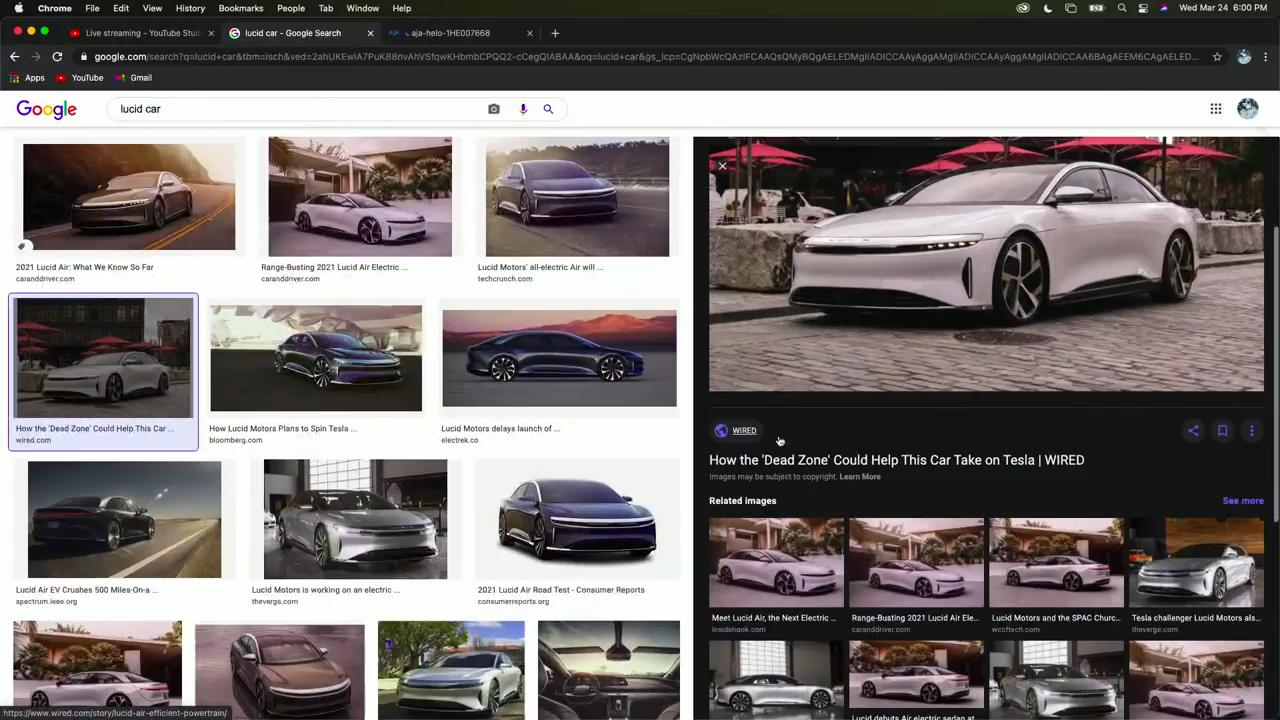 Chrome File Edit View History Bookmarks People Tab Window Help
Wed Mar 24 6:00 PM
Live streaming - YouTube Stud
lucid car - Google Search
aja-helo-1HE007668
Apps YouTube Gmail
Google
lucid car
2021 Lucid Air: What We Know So Far
caranddriver.com
Range-Busting 2021 Lucid Air Electric ...
caranddriver.com
Lucid Motors' all-electric Air will ...
techcrunch.com
How the 'Dead Zone' Could Help This Car ...
wired.com
How Lucid Motors Plans to Spin Tesla ...
bloomberg.com
Lucid Motors delays launch of ...
electrek.co
Lucid Air EV Crushes 500 Miles-On-a ...
spectrum.ieee.org
Lucid Motors is working on an electric ...
theverge.com
2021 Lucid Air Road Test - Consumer Reports
consumerreports.org
https://www.wired.com/story/lucid-air-efficient-powertrain/
WIRED
How the 'Dead Zone' Could Help This Car Take on Tesla | WIRED
Images may be subject to copyright. Learn More
Related images
See more
Meet Lucid Air, the Next Electric ...
insidehook.com
Range-Busting 2021 Lucid Air Ele...
caranddriver.com
Lucid Motors and the SPAC Churc...
wccftech.com
Tesla challenger Lucid Motors als...
theverge.com
Lucid debuts Air electric sedan at